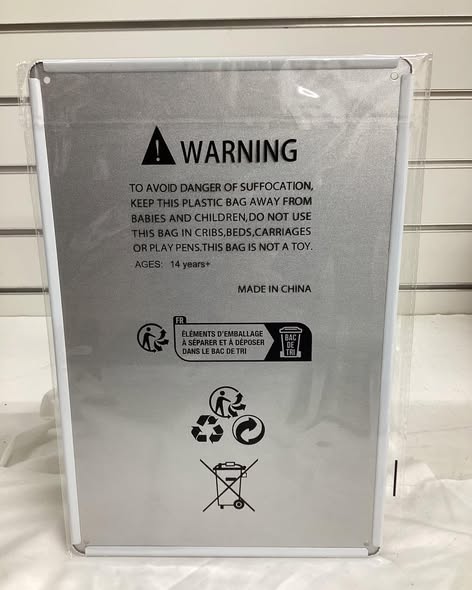 WARNING
TO AVOID DANGER OF SUFFOCATION,
KEEP THIS PLASTIC BAG AWAY FROM
BABIES AND CHILDREN,DO NOT USE
THIS BAG IN CRIBS,BEDS,CARRIAGES
OR PLAY PENS.THIS BAG IS NOT A TOY.
AGES: 14 years+
MADE IN CHINA
FR
ÉLÉMENTS D'EMBALLAGE
À SÉPARER ET À DÉPOSER
DANS LE BAC DE TRI
BAC
DE
TRI